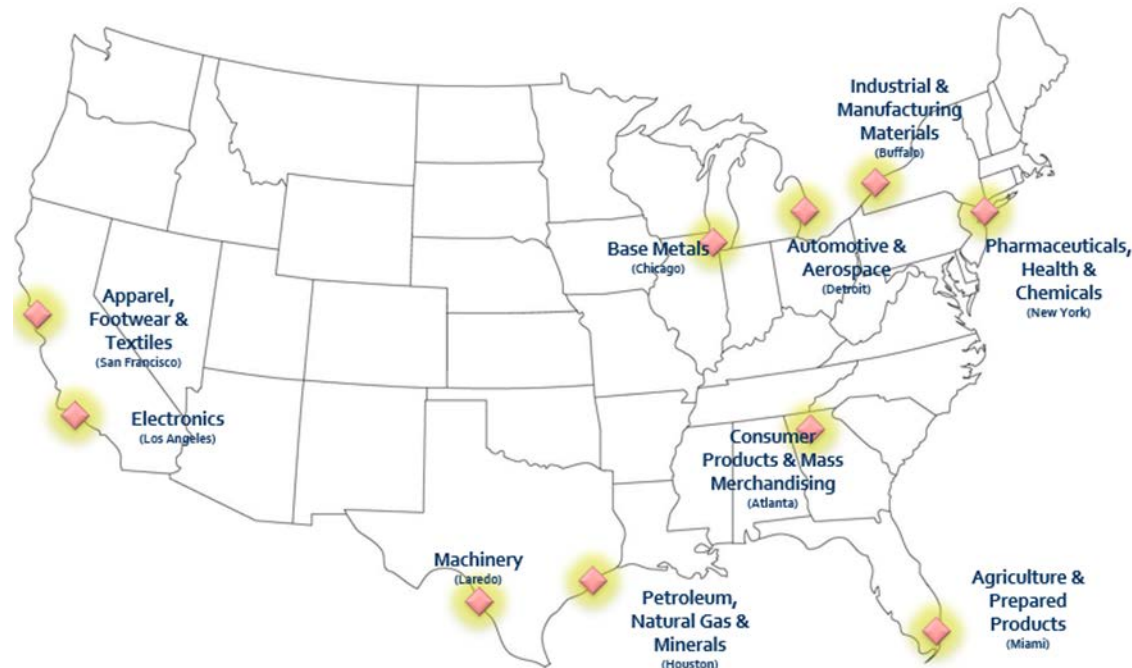 Industrial &
Manufacturing
Materials
(Buffalo)
Base Metals
(Chicago)
Automotive &
Aerospace
(Detroit)
Pharmaceuticals,
Health &
Chemicals
(New York)
Apparel,
Footwear &
Textiles
(San Francisco)
Electronics
(Los Angeles)
Consumer
Products & Mass
Merchandising
(Atlanta)
Machinery
(Laredo)
Petroleum,
Natural Gas &
Minerals
(Houston)
Agriculture &
Prepared
Products
(Miami)